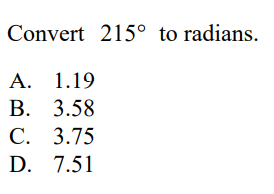 Convert 215° to radians.
A. 1.19
B. 3.58
C. 3.75
D. 7.51